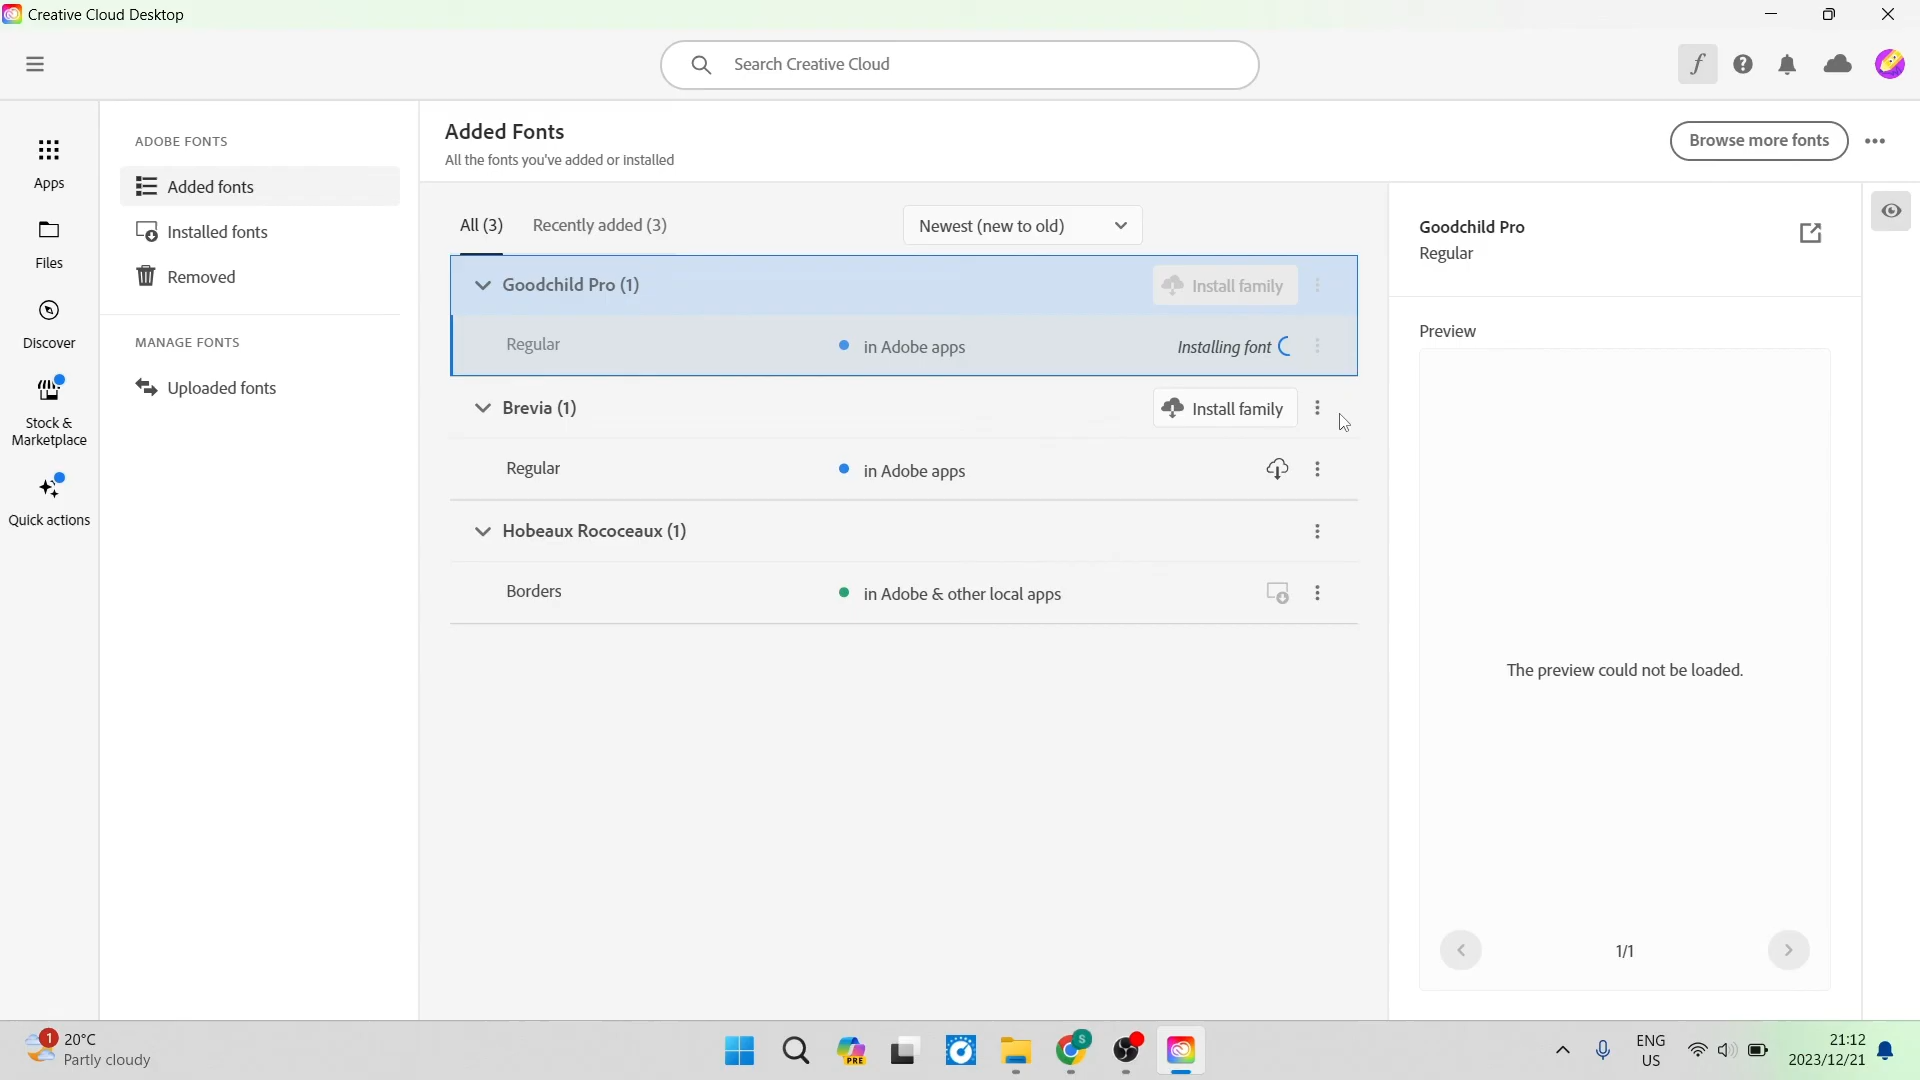 Creative Cloud Desktop
Search Creative Cloud
Apps
Files
Discover
Stock &
Marketplace
Quick actions
ADOBE FONTS
Added fonts
Installed fonts
Removed
MANAGE FONTS
Uploaded fonts
Added Fonts
All the fonts you've added or installed
Browse more fonts
All (3)
Recently added (3)
Newest (new to old)
Goodchild Pro (1)
Install family
Regular
in Adobe apps
Installing font
Brevia (1)
Install family
Regular
in Adobe apps
Hobeaux Rococeaux (1)
Borders
in Adobe & other local apps
Goodchild Pro
Regular
Preview
The preview could not be loaded.
1/1
1
20°C
Partly cloudy
PRE
S
ENG
US
21:12
2023/12/21